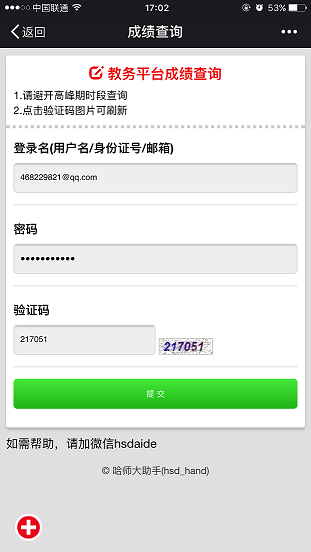 中国联通 17:02 53%
返回 成绩查询
教务平台成绩查询
1.请避开高峰期时段查询
2.点击验证码图片可刷新
登录名(用户名/身份证号/邮箱)
468229821@qq.com
密码
验证码
217051 217051
提 交
如需帮助，请加微信hsdaide
© 哈师大助手(hsd_hand)